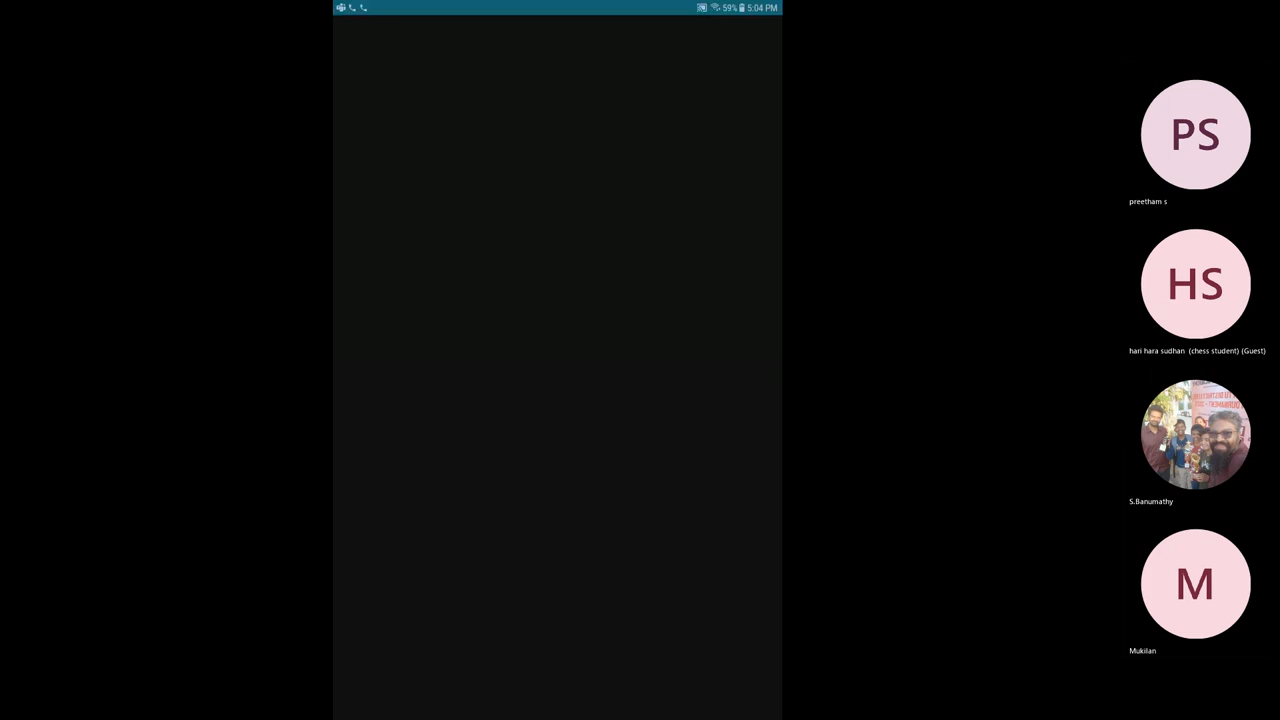 59% 5:04 PM
PS
preetham s
HS
hari hara sudhan (chess student) (Guest)
S.Banumathy
M
Mukilan